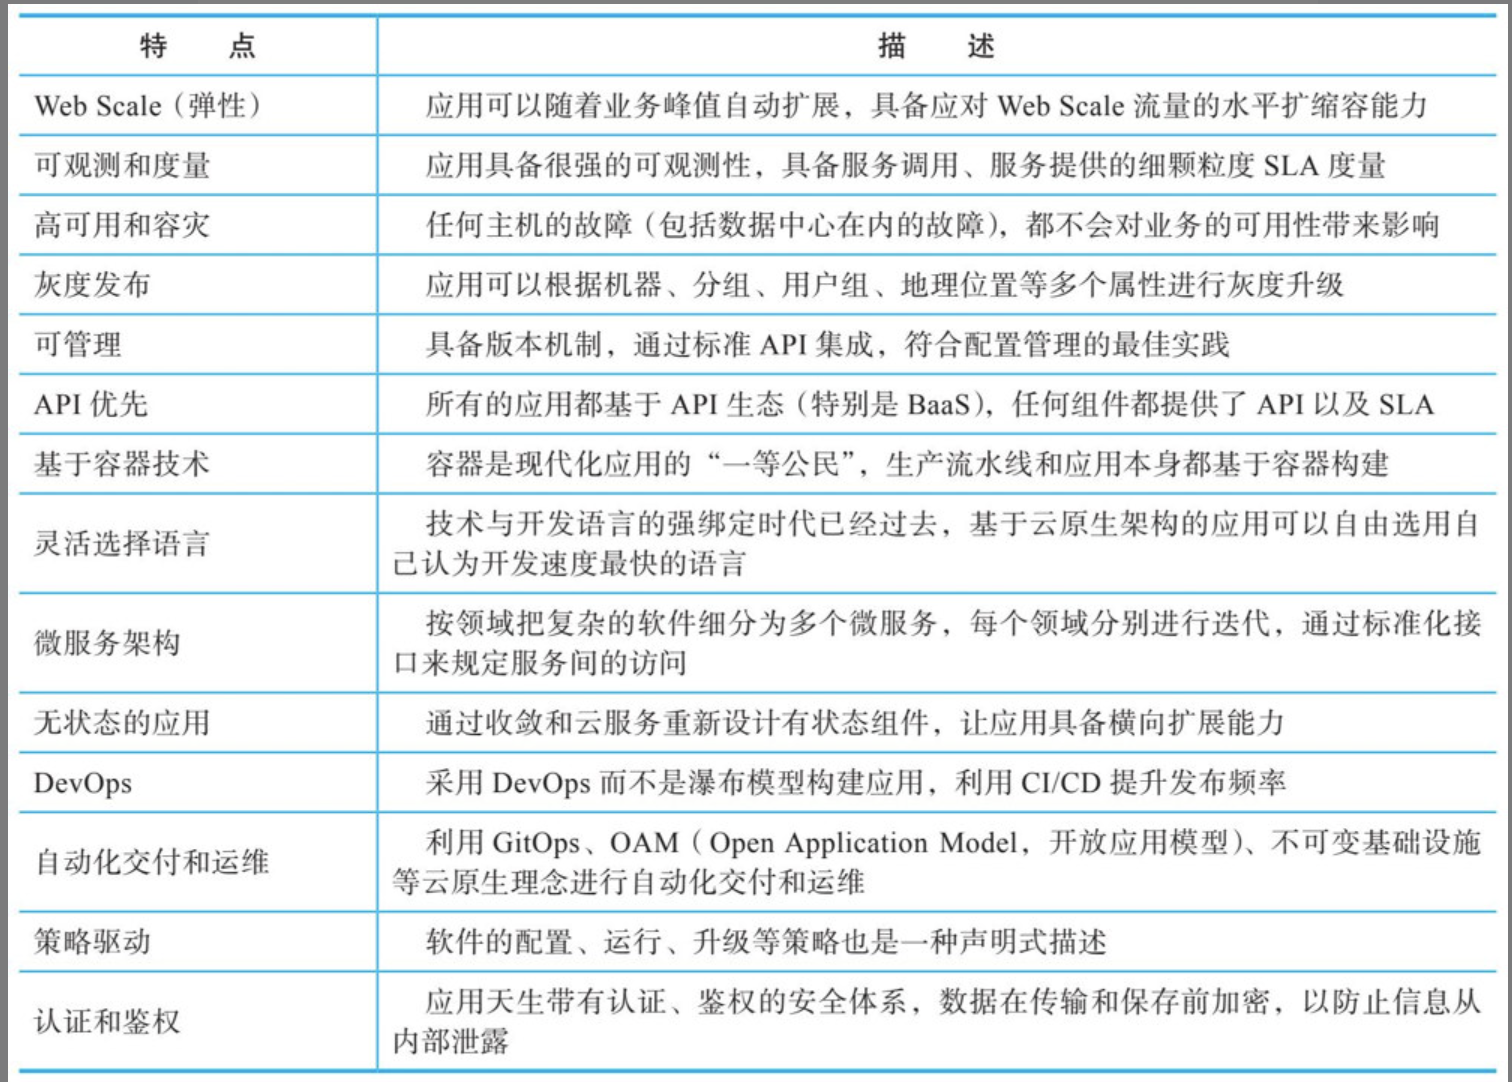 特 点 描 述
Web Scale（弹性） 应用可以随着业务峰值自动扩展，具备应对 Web Scale 流量的水平扩缩容能力
可观测和度量 应用具备很强的可观测性，具备服务调用、服务提供的细颗粒度 SLA 度量
高可用和容灾 任何主机的故障（包括数据中心在内的故障），都不会对业务的可用性带来影响
灰度发布 应用可以根据机器、分组、用户组、地理位置等多个属性进行灰度升级
可管理 具备版本机制，通过标准 API 集成，符合配置管理的最佳实践
API 优先 所有的应用都基于 API 生态（特别是 BaaS），任何组件都提供了 API 以及 SLA
基于容器技术 容器是现代化应用的“一等公民”，生产流水线和应用本身都基于容器构建
灵活选择语言 技术与开发语言的强绑定时代已经过去，基于云原生架构的应用可以自由选用自
己认为开发速度最快的语言
微服务架构 按领域把复杂的软件细分为多个微服务，每个领域分别进行迭代，通过标准化接
口来规定服务间的访问
无状态的应用 通过收敛和云服务重新设计有状态组件，让应用具备横向扩展能力
DevOps 采用 DevOps 而不是瀑布模型构建应用，利用 CI/CD 提升发布频率
自动化交付和运维 利用 GitOps、OAM（Open Application Model，开放应用模型）、不可变基础设施
等云原生理念进行自动化交付和运维
策略驱动 软件的配置、运行、升级等策略也是一种声明式描述
认证和鉴权 应用天生带有认证、鉴权的安全体系，数据在传输和保存前加密，以防止信息从
内部泄露